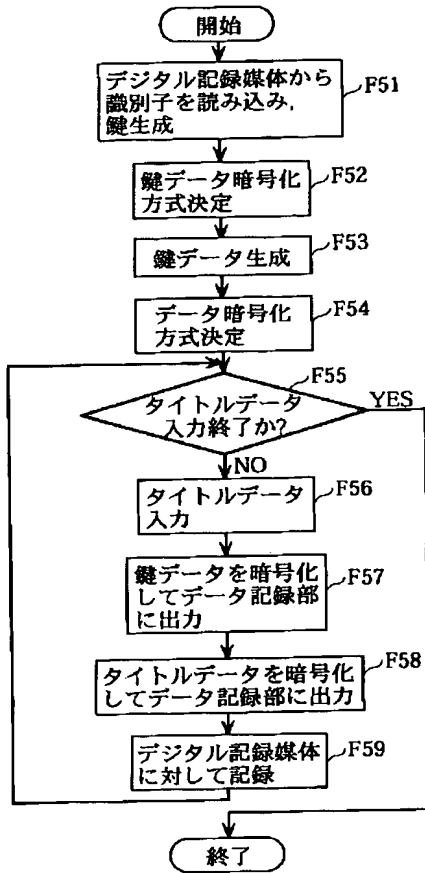 開始
デジタル記録媒体から
識別子を読み込み,
鍵生成
F51
鍵データ暗号化
方式決定
F52
鍵データ生成
F53
データ暗号化
方式決定
F54
F55
タイトルデータ
入力終了か?
YES
NO
タイトルデータ
入力
F56
鍵データを暗号化
してデータ記録部
に出力
F57
タイトルデータを暗号化
してデータ記録部に出力
F58
デジタル記録媒体
に対して記録
F59
終了